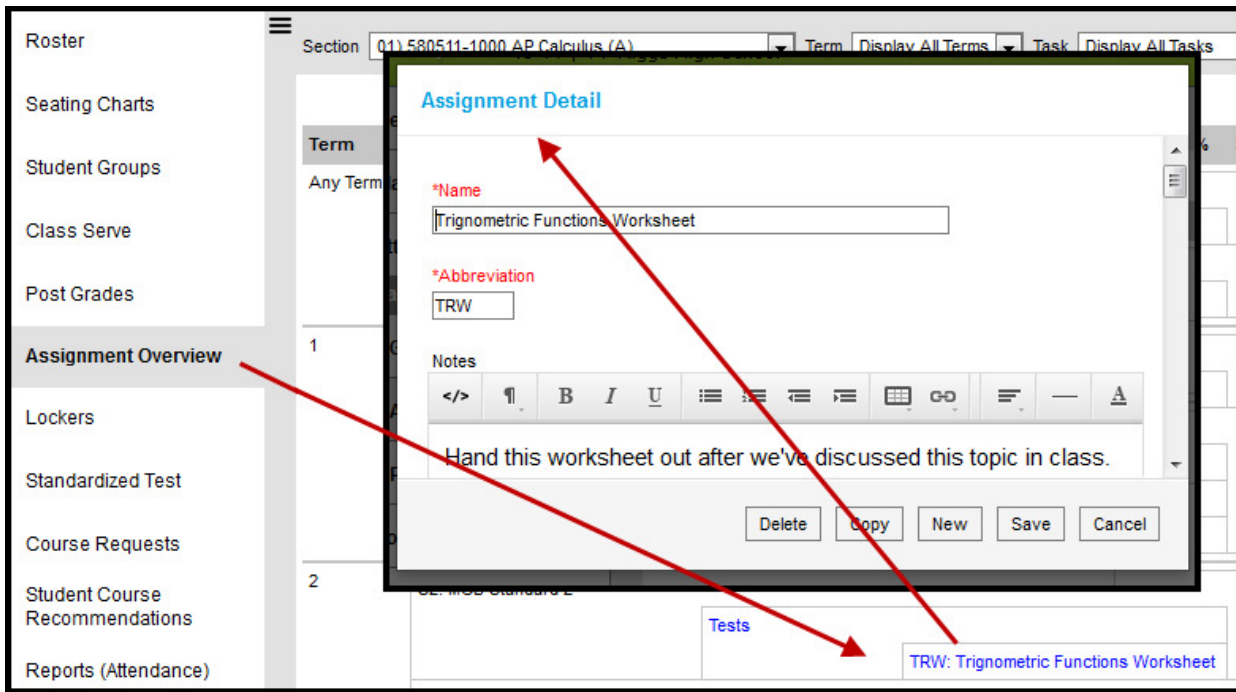 Roster
Seating Charts
Student Groups
Class Serve
Post Grades
Assignment Overview
Lockers
Standardized Test
Course Requests
Student Course
Recommendations
Reports (Attendance)
Section 01) 580511-1000 AP Calculus (A) Term Display All Terms Task Display All Tasks
Term %
Any Term
1
2
Assignment Detail
*Name
Trignometric Functions Worksheet
*Abbreviation
TRW
Notes
</> ¶ B I U A
Hand this worksheet out after we've discussed this topic in class.
Delete Copy New Save Cancel
Tests
TRW: Trignometric Functions Worksheet